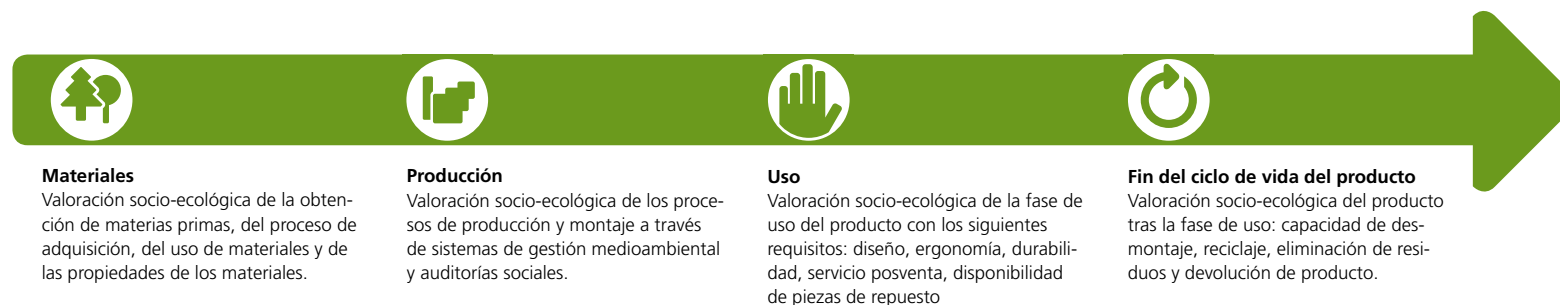 Materiales
Valoración socio-ecológica de la obten-
ción de materias primas, del proceso de
adquisición, del uso de materiales y de
las propiedades de los materiales.
Producción
Valoración socio-ecológica de los proce-
sos de producción y montaje a través
de sistemas de gestión medioambiental
y auditorías sociales.
Uso
Valoración socio-ecológica de la fase de
uso del producto con los siguientes
requisitos: diseño, ergonomía, durabili-
dad, servicio posventa, disponibilidad
de piezas de repuesto
Fin del ciclo de vida del producto
Valoración socio-ecológica del producto
tras la fase de uso: capacidad de des-
montaje, reciclaje, eliminación de resi-
duos y devolución de producto.